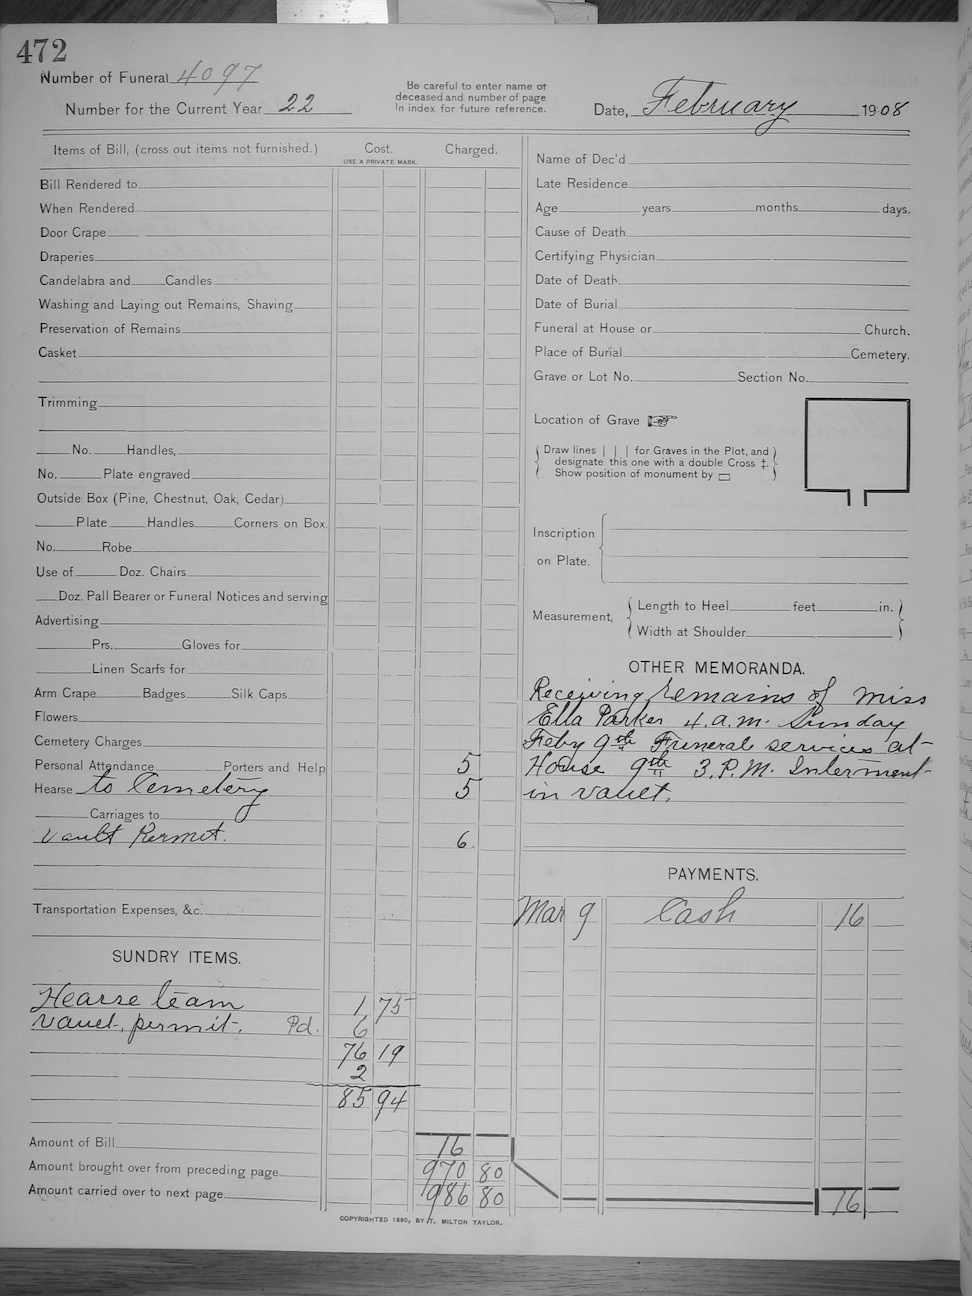 472
Number of Funeral 4097
Number for the Current Year 22
Be careful to enter name of
deceased and number of page
in index for future reference.
Date, February 1908
Items of Bill, (cross out items not furnished.)
Cost.
USE A PRIVATE MARK.
Charged.
Bill Rendered to
When Rendered
Door Crape
Draperies
Candelabra and Candles
Washing and Laying out Remains, Shaving
Preservation of Remains
Casket
Trimming
No. Handles,
No. Plate engraved
Outside Box (Pine, Chestnut, Oak, Cedar)
Plate Handles Corners on Box.
No. Robe
Use of Doz. Chairs
Doz. Pall Bearer or Funeral Notices and serving
Advertising
Prs. Gloves for
Linen Scarfs for
Arm Crape Badges Silk Caps
Flowers
Cemetery Charges
Personal Attendance Porters and Help 5
Hearse to Cemetery 5
Carriages to
Vault Permit. 6.
Transportation Expenses, &c.
SUNDRY ITEMS.
Hearse team 1 75
Vault permit. Pd. 6
76 19
2
85 94
Amount of Bill 16
Amount brought over from preceding page 970 80
Amount carried over to next page 986 80
Name of Dec'd
Late Residence
Age years months days.
Cause of Death
Certifying Physician
Date of Death
Date of Burial
Funeral at House or Church.
Place of Burial Cemetery.
Grave or Lot No. Section No.
Location of Grave
Draw lines | | | for Graves in the Plot, and
designate this one with a double Cross ‡.
Show position of monument by ▭
Inscription
on Plate.
Measurement, Length to Heel feet in.
Width at Shoulder
OTHER MEMORANDA.
Receiving remains of Miss
Ella Parker 4.a.m. Sunday
Feby 9th Funeral services at
House 9th 3.P.M. Interment
in vault.
PAYMENTS.
Mar 9 Cash 16
16
COPYRIGHTED 1890, BY T. MILTON TAYLOR.